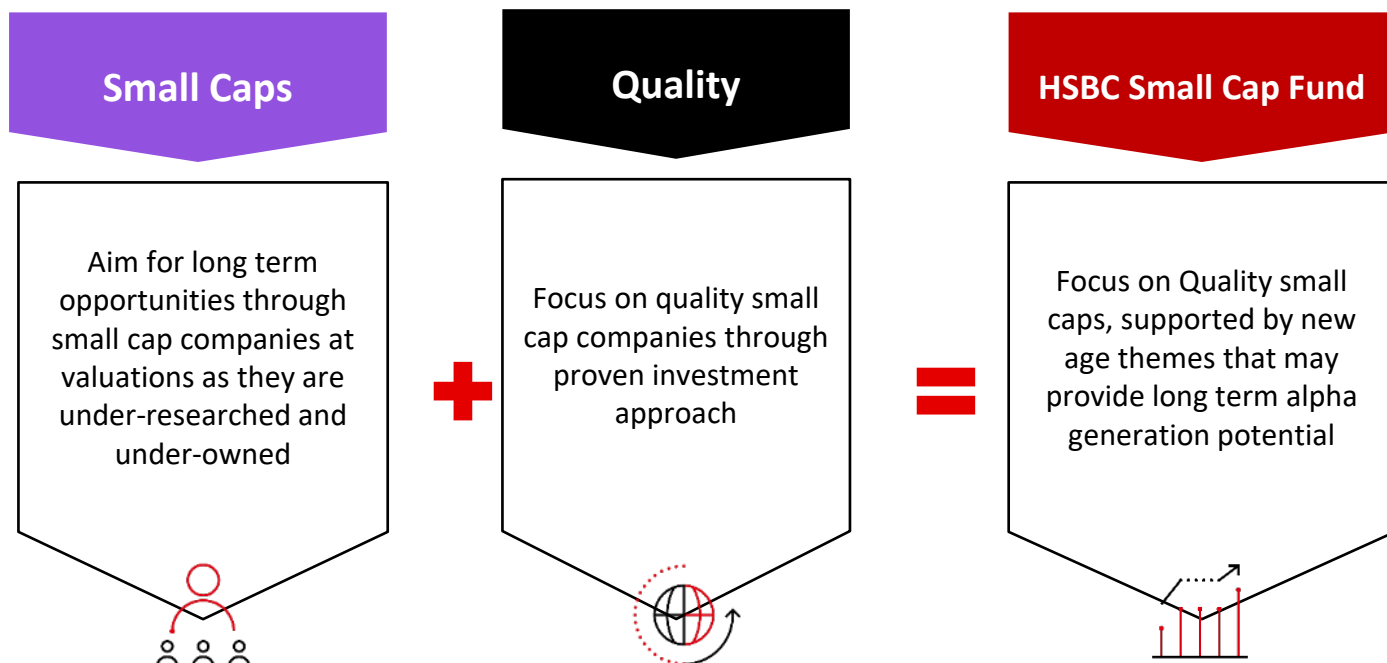 Small Caps
Aim for long term
opportunities through
small cap companies at
valuations as they are
under-researched and
under-owned
Quality
Focus on quality small
cap companies through
proven investment
approach
HSBC Small Cap Fund
Focus on Quality small
caps, supported by new
age themes that may
provide long term alpha
generation potential